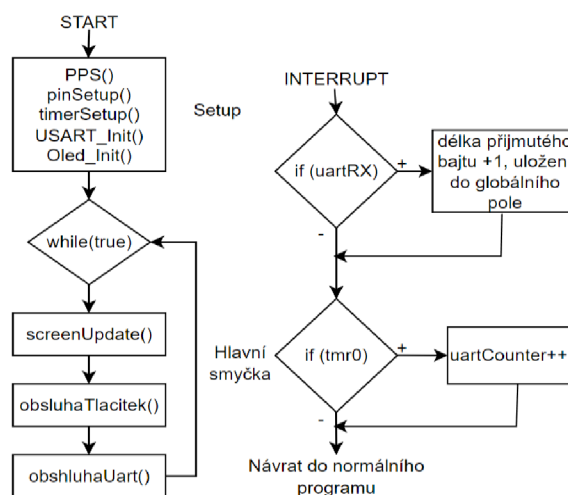 START
PPS()
pinSetup()
timerSetup()
USART_Init()
Oled_Init()
Setup
while(true)
screenUpdate()
obsluhaTlacitek()
obshluhaUart()
INTERRUPT
if (uartRX)
+
délka přijmutého
bajtu +1, uložen
do globálního
pole
-
Hlavní
smyčka
if (tmr0)
+
uartCounter++
-
Návrat do normálního
programu